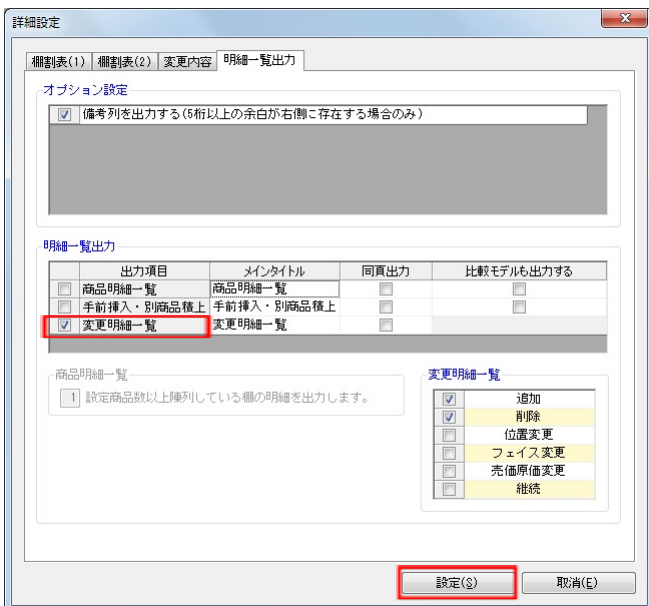 詳細設定
棚割表(1) 棚割表(2) 変更内容 明細一覧出力
オプション設定
備考列を出力する(5桁以上の余白が右側に存在する場合のみ)
明細一覧出力
出力項目 メインタイトル 同頁出力 比較モデルも出力する
商品明細一覧 商品明細一覧
手前挿入・別商品積上 手前挿入・別商品積上
変更明細一覧 変更明細一覧
商品明細一覧
1 設定商品数以上陳列している棚の明細を出力します。
変更明細一覧
追加
削除
位置変更
フェイス変更
売価原価変更
継続
設定(S) 取消(E)